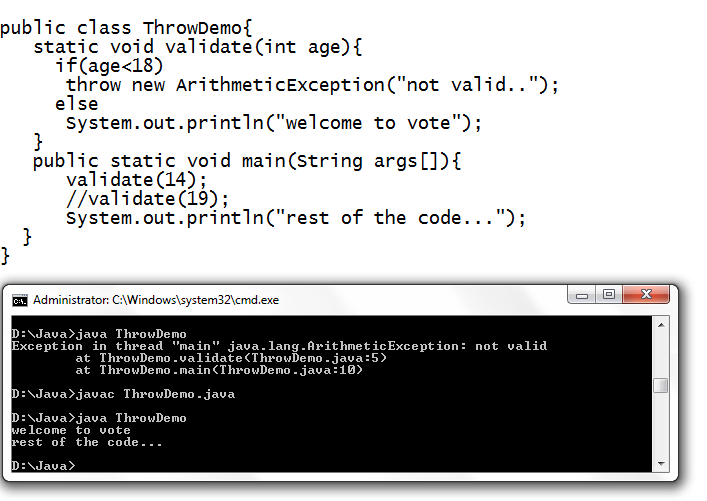 public class ThrowDemo{
static void validate(int age){
if(age<18)
throw new ArithmeticException("not valid..");
else
System.out.println("welcome to vote");
}
public static void main(String args[]){
validate(14);
//validate(19);
System.out.println("rest of the code...");
}
}
Administrator: C:\Windows\system32\cmd.exe
D:\Java>java ThrowDemo
Exception in thread "main" java.lang.ArithmeticException: not valid
at ThrowDemo.validate(ThrowDemo.java:5)
at ThrowDemo.main(ThrowDemo.java:10)
D:\Java>javac ThrowDemo.java
D:\Java>java ThrowDemo
welcome to vote
rest of the code...
D:\Java>